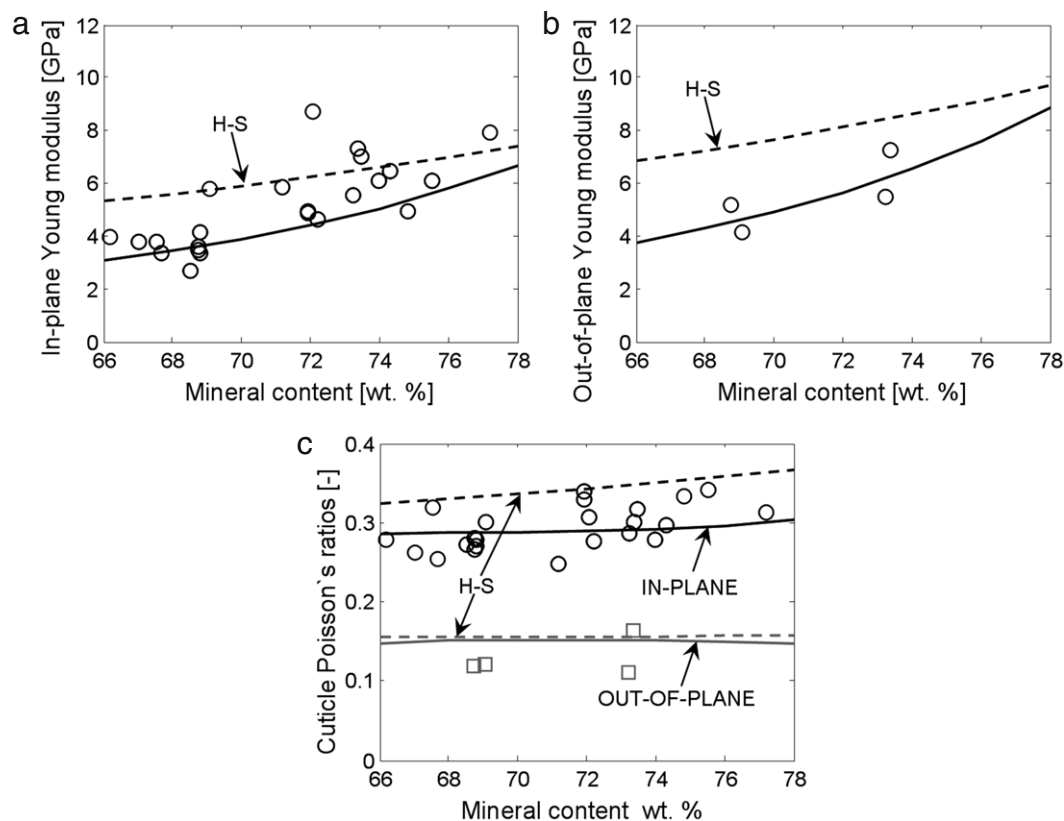 a
In-plane Young modulus [GPa]
12
10
8
6
4
2
0
H-S
66 68 70 72 74 76 78
Mineral content [wt. %]
b
Out-of-plane Young modulus [GPa]
12
10
8
6
4
2
0
H-S
66 68 70 72 74 76 78
Mineral content [wt. %]
c
Cuticle Poisson`s ratios [-]
0.4
0.3
0.2
0.1
0
H-S
IN-PLANE
OUT-OF-PLANE
66 68 70 72 74 76 78
Mineral content wt. %